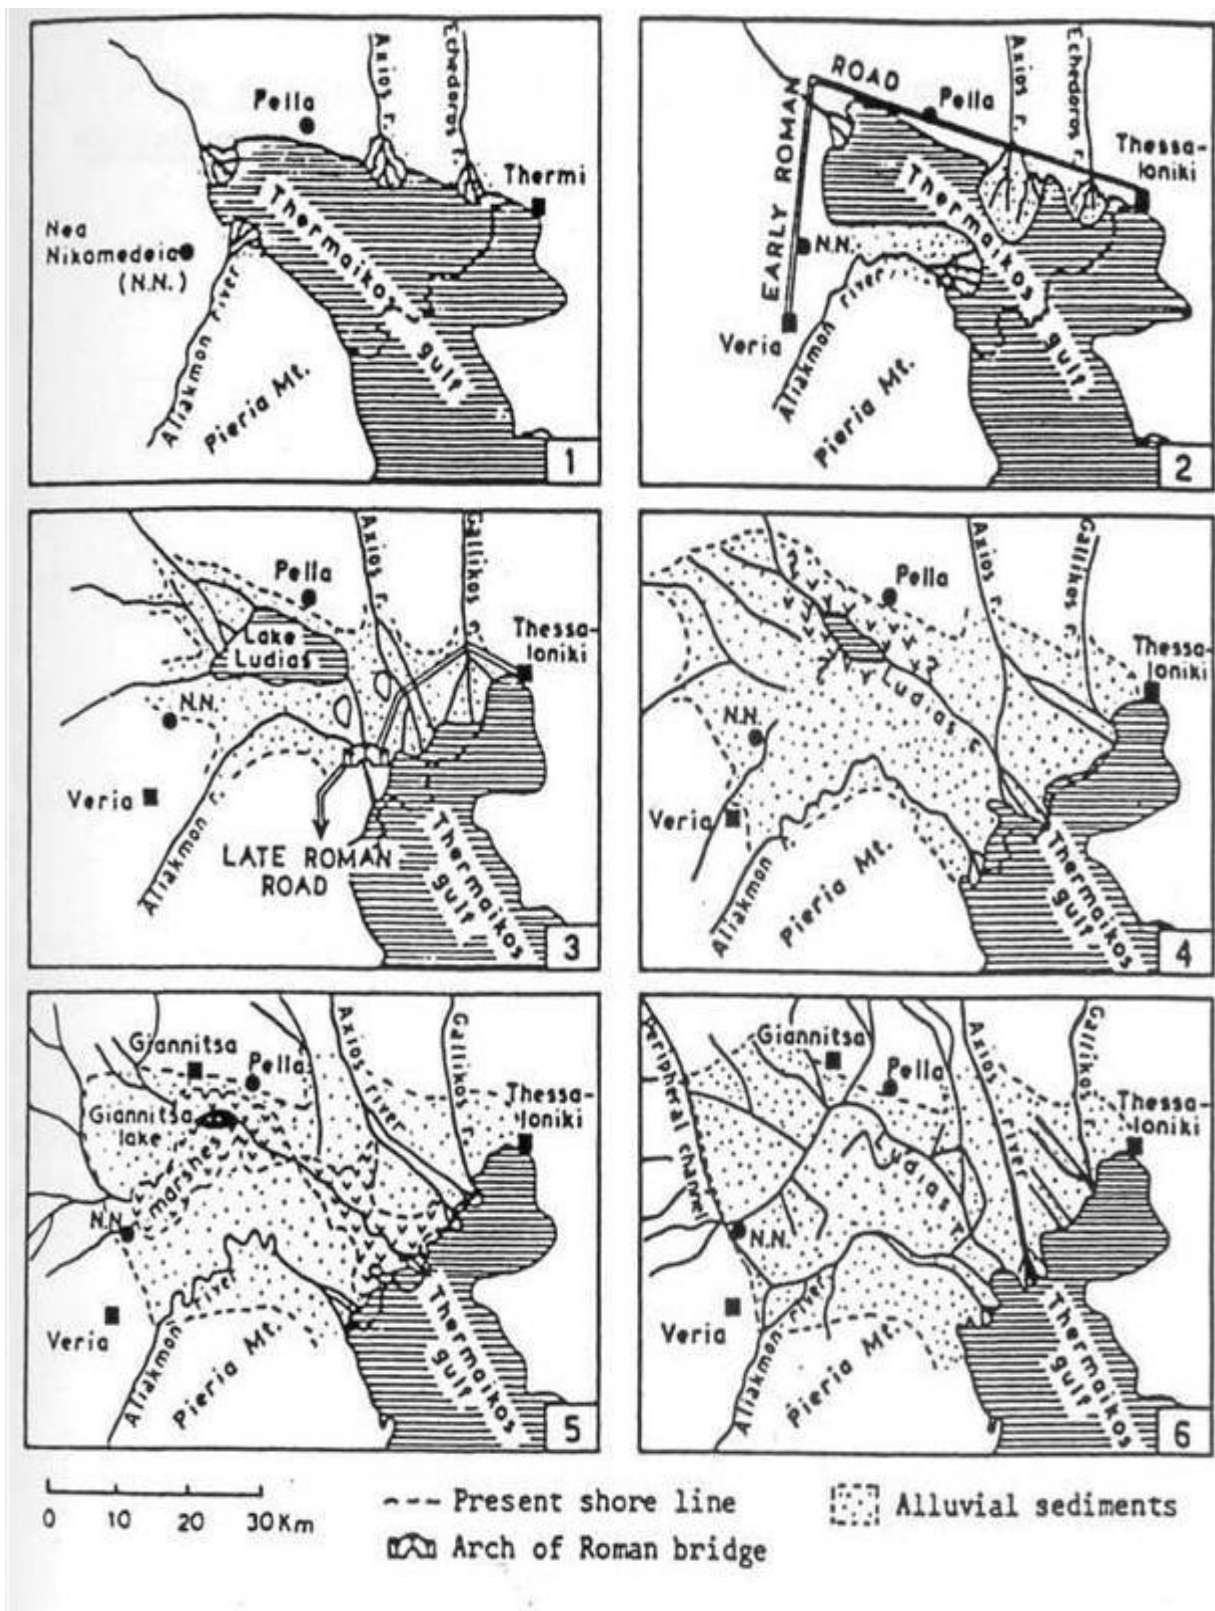 Axios r.
Echedoros r.
Pella
Thermi
Thermaikos
gulf
Nea
Nikomedeia
(N.N.)
Aliakmon river
Pieria Mt.
1
ROAD
EARLY ROMAN
Axios r.
Echedoros r.
Pella
Thessa-
loniki
Thermaikos
gulf
N.N.
Veria
Aliakmon river
Pieria Mt.
2
Axios r.
Gallikos r.
Pella
Thessa-
loniki
Lake
Ludias
N.N.
Veria
Aliakmon r.
LATE ROMAN
ROAD
Thermaikos
gulf
3
Axios r.
Gallikos r.
Pella
Thessa-
loniki
? Ludias r. ?
N.N.
Veria
Aliakmon r.
Pieria Mt.
Thermaikos
gulf
4
Axios river
Gallikos r.
Giannitsa
Pella
Thessa-
loniki
Giannitsa
lake
marshes
N.N.
Veria
Aliakmon river
Pieria Mt.
Thermaikos
gulf
5
Peripheral channel
Giannitsa
Pella
Axios river
Gallikos r.
Thessa-
loniki
Ludias r.
N.N.
Veria
Aliakmon river
Pieria Mt.
Thermaikos
gulf
6
0 10 20 30 Km
Present shore line
Alluvial sediments
Arch of Roman bridge